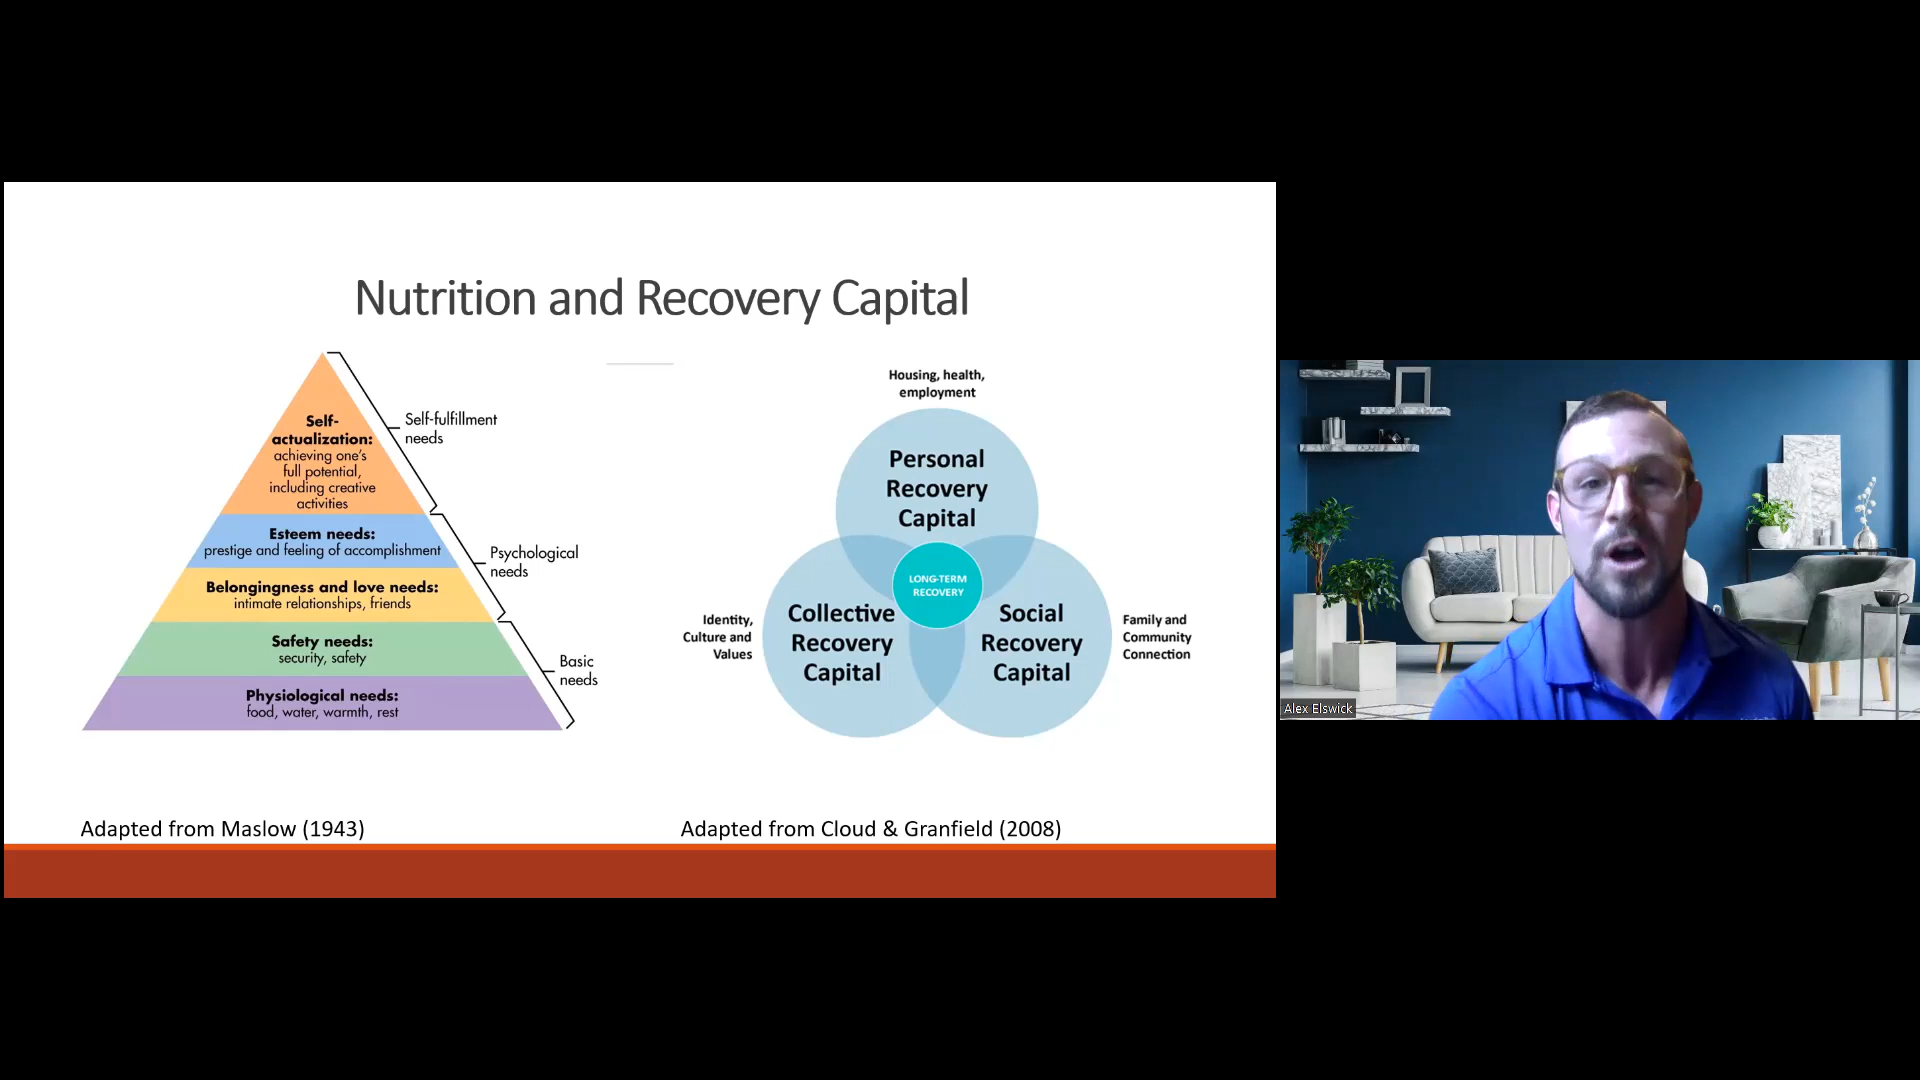 Nutrition and Recovery Capital
Self-
actualization:
achieving one's
full potential,
including creative
activities
Esteem needs:
prestige and feeling of accomplishment
Belongingness and love needs:
intimate relationships, friends
Safety needs:
security, safety
Physiological needs:
food, water, warmth, rest
Self-fulfillment
needs
Psychological
needs
Basic
needs
Adapted from Maslow (1943)
Housing, health,
employment
Personal
Recovery
Capital
LONG-TERM
RECOVERY
Identity,
Culture and
Values
Collective
Recovery
Capital
Social
Recovery
Capital
Family and
Community
Connection
Adapted from Cloud & Granfield (2008)
Alex Elswick